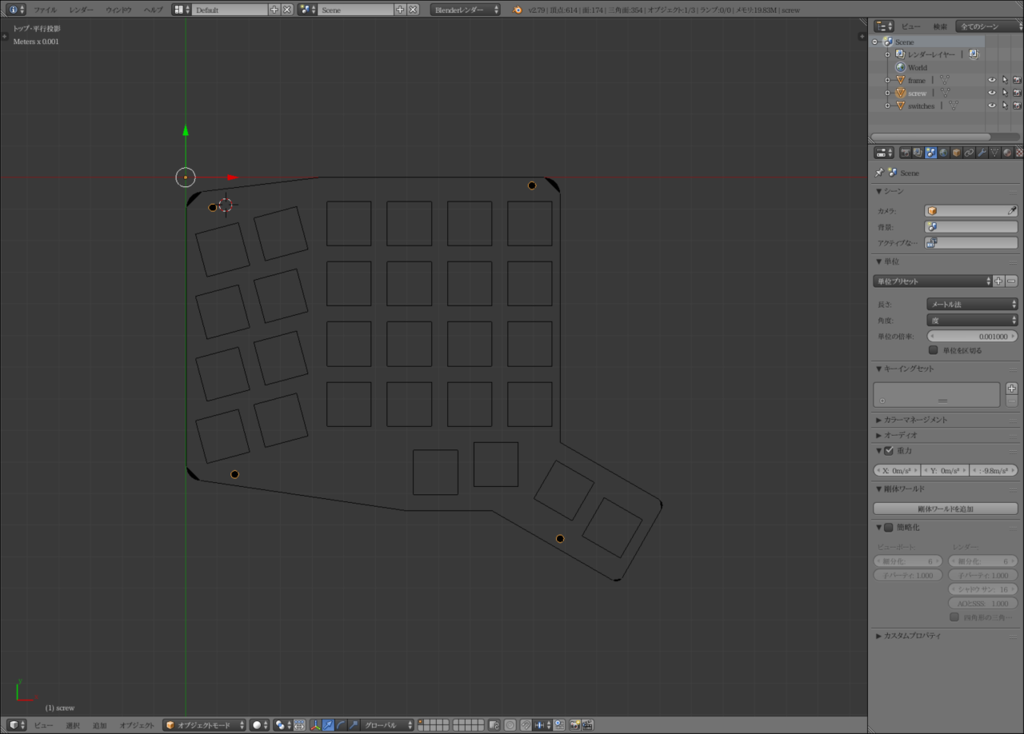 ファイル レンダー ウィンドウ ヘルプ Default Scene Blenderレンダー v2.79 | 頂点:614 | 面:174 | 三角面:354 | オブジェクト:1/3 | ランプ:0/0 | メモリ:19.83M | screw
トップ・平行投影
Meters x 0.001
ビュー 検索 全てのシーン
Scene
レンダーレイヤー
World
frame
screw
switches
Scene
シーン
カメラ:
背景:
アクティブな…
単位
単位プリセット
長さ: メートル法
角度: 度
単位の倍率: 0.001000
単位を区切る
キーイングセット
カラーマネージメント
オーディオ
重力
X: 0m/s² Y: 0m/s² :-9.8m/s²
剛体ワールド
剛体ワールドを追加
簡略化
ビューポート: レンダー:
細分化: 6 細分化: 6
子パーティ: 1.000 子パーティ: 1.000
シャドウサン: 16
1.000
四角形の三角…
カスタムプロパティ
(1) screw
ビュー 選択 追加 オブジェクト オブジェクトモード グローバル